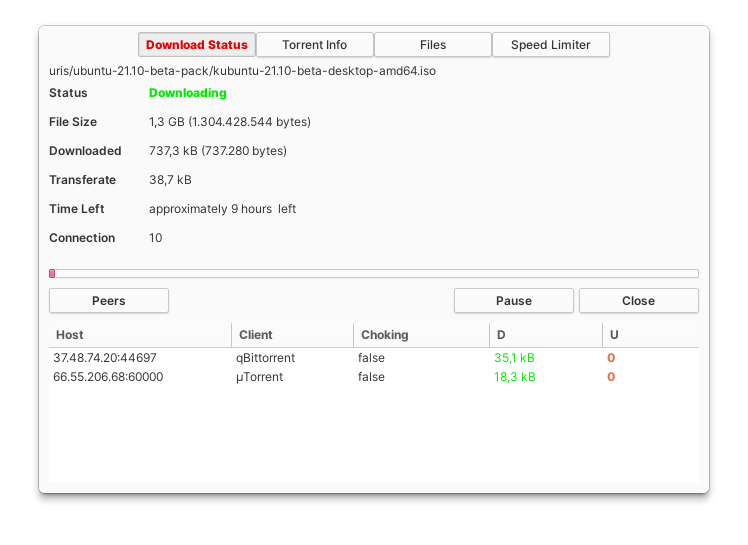 Download Status Torrent Info Files Speed Limiter
uris/ubuntu-21.10-beta-pack/kubuntu-21.10-beta-desktop-amd64.iso
Status Downloading
File Size 1,3 GB (1.304.428.544 bytes)
Downloaded 737,3 kB (737.280 bytes)
Transferate 38,7 kB
Time Left approximately 9 hours  left
Connection 10
Peers Pause Close
Host Client Choking D U
37.48.74.20:44697 qBittorrent false 35,1 kB 0
66.55.206.68:60000 µTorrent false 18,3 kB 0